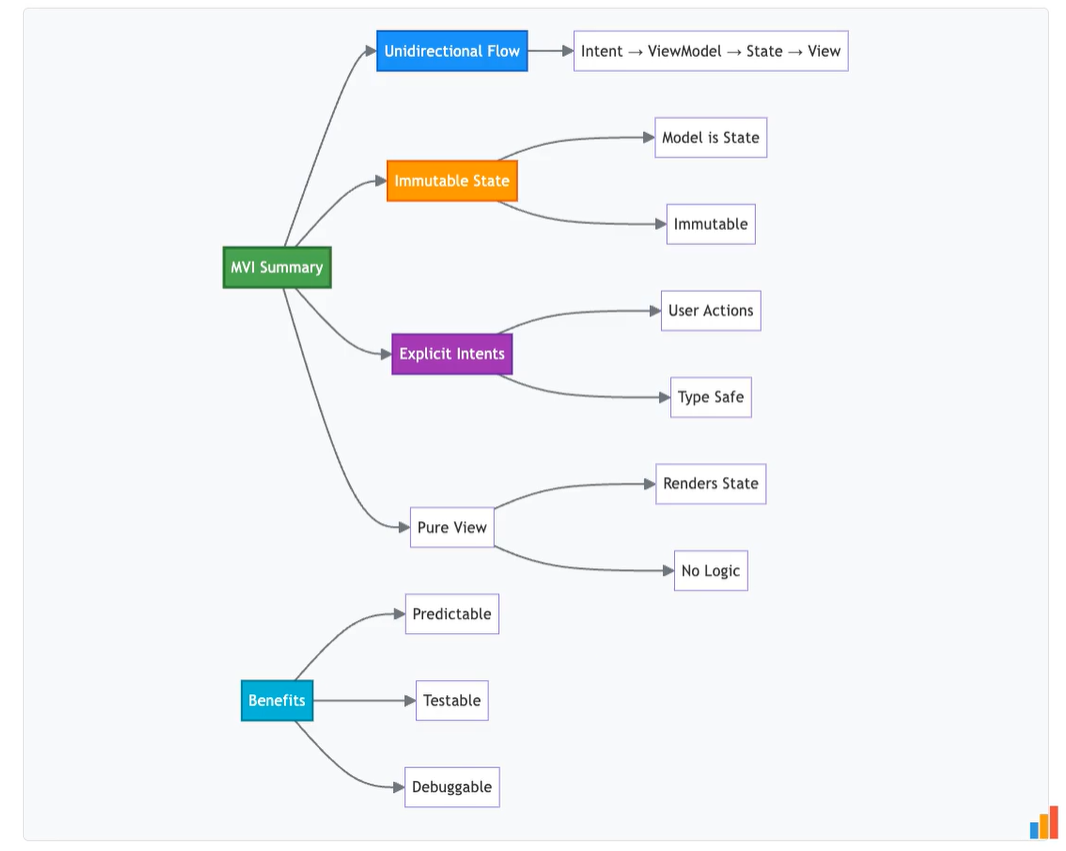 Unidirectional Flow
Intent → ViewModel → State → View
Model is State
Immutable State
Immutable
MVI Summary
User Actions
Explicit Intents
Type Safe
Renders State
Pure View
No Logic
Predictable
Benefits
Testable
Debuggable